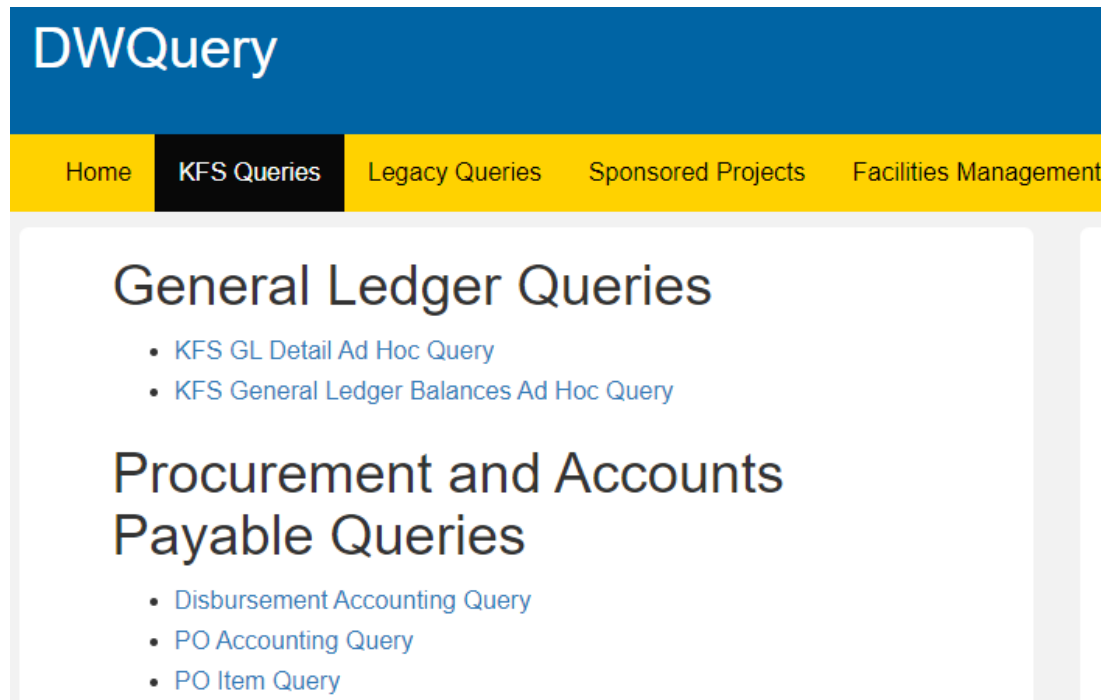 DWQuery
Home KFS Queries Legacy Queries Sponsored Projects Facilities Management
General Ledger Queries
KFS GL Detail Ad Hoc Query
KFS General Ledger Balances Ad Hoc Query
Procurement and Accounts
Payable Queries
Disbursement Accounting Query
PO Accounting Query
PO Item Query